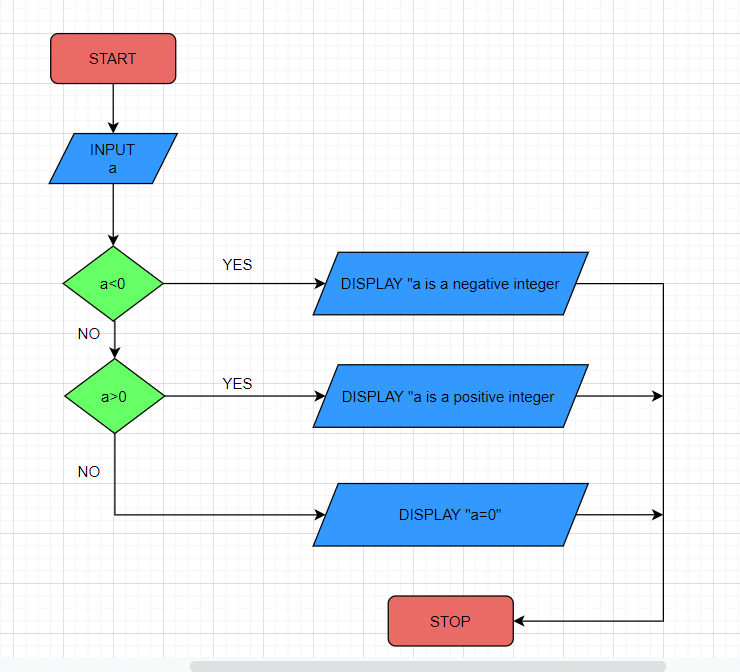 START
INPUT
a
a<0
YES
DISPLAY "a is a negative integer
NO
a>0
YES
DISPLAY "a is a positive integer
NO
DISPLAY "a=0"
STOP